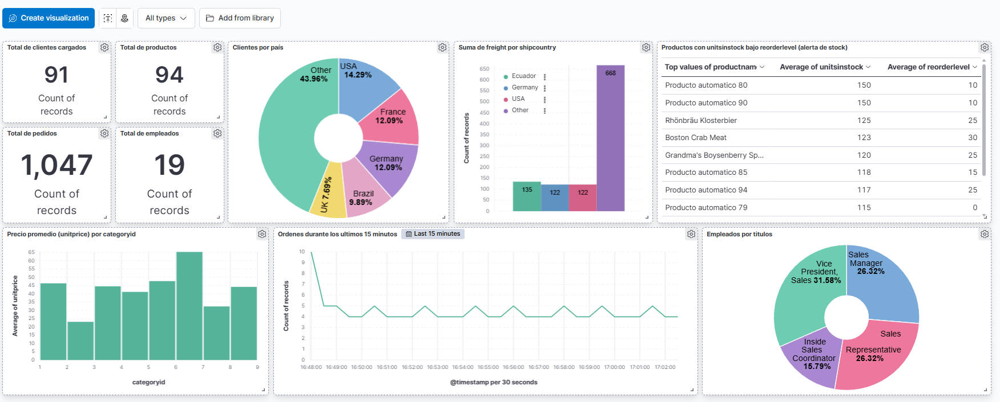 Create visualization
All types
Add from library
Total de clientes cargados
91
Count of
records
Total de productos
94
Count of
records
Total de pedidos
1,047
Count of
records
Total de empleados
19
Count of
records
Clientes por país
Other
43.96%
USA
14.29%
France
12.09%
Germany
12.09%
Brazil
9.89%
UK 7.69%
Suma de freight por shipcountry
Count of records
650
600
550
500
450
400
350
300
250
200
150
100
50
0
Ecuador
Germany
USA
Other
135
122
122
668
Productos con unitsinstock bajo reorderlevel (alerta de stock)
Top values of productnam Average of unitsinstock Average of reorderlevel
Producto automatico 80 150 10
Producto automatico 90 150 10
Rhönbräu Klosterbier 125 25
Boston Crab Meat 123 30
Grandma's Boysenberry Sp... 120 25
Producto automatico 85 118 15
Producto automatico 94 117 25
Producto automatico 79 115 0
Precio promedio (unitprice) por categoryid
Average of unitprice
65
60
55
50
45
40
35
30
25
20
15
10
5
0
1 2 3 4 5 6 7 8 9
categoryid
Ordenes durante los ultimos 15 minutos Last 15 minutes
Count of records
10
9
8
7
6
5
4
3
2
1
0
16:48:00 16:49:00 16:50:00 16:51:00 16:52:00 16:53:00 16:54:00 16:55:00 16:56:00 16:57:00 16:58:00 16:59:00 17:00:00 17:01:00 17:02:00
@timestamp per 30 seconds
Empleados por titulos
Vice
President,
Sales 31.58%
Sales
Manager
26.32%
Sales
Representative
26.32%
Inside
Sales
Coordinator
15.79%